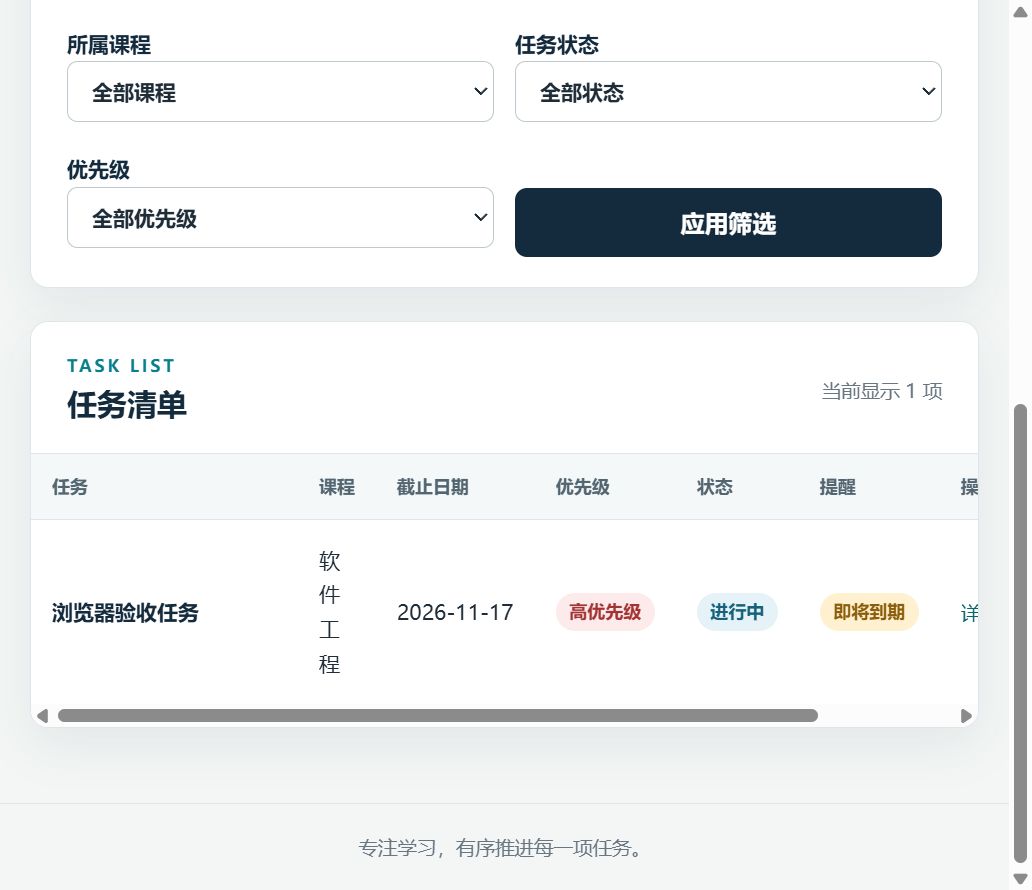 所属课程
任务状态
全部课程
全部状态
优先级
全部优先级
应用筛选
TASK LIST
任务清单
当前显示 1 项
任务 课程 截止日期 优先级 状态 提醒 操
浏览器验收任务 软件工程 2026-11-17 高优先级 进行中 即将到期 详
专注学习，有序推进每一项任务。